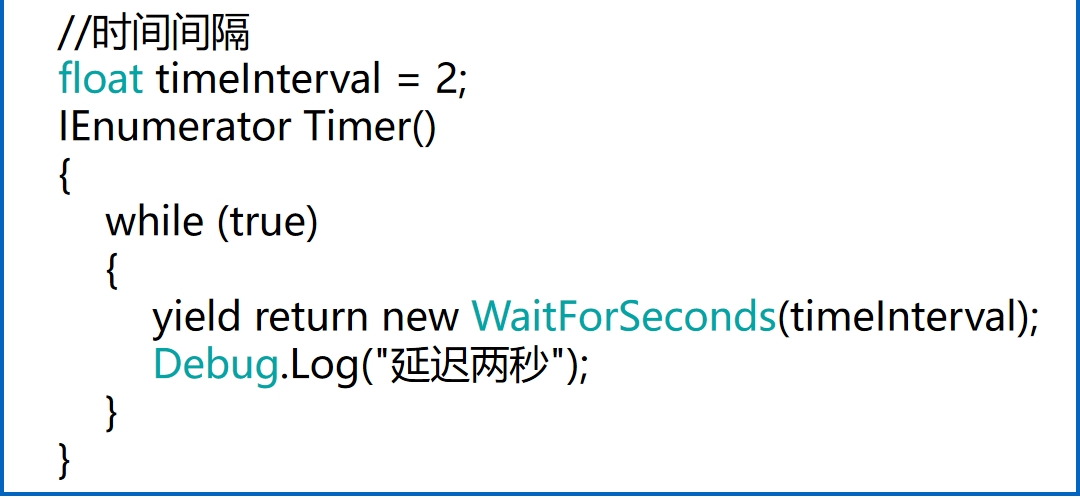 //时间间隔
float timeInterval = 2;
IEnumerator Timer()
{
while (true)
{
yield return new WaitForSeconds(timeInterval);
Debug.Log("延迟两秒");
}
}